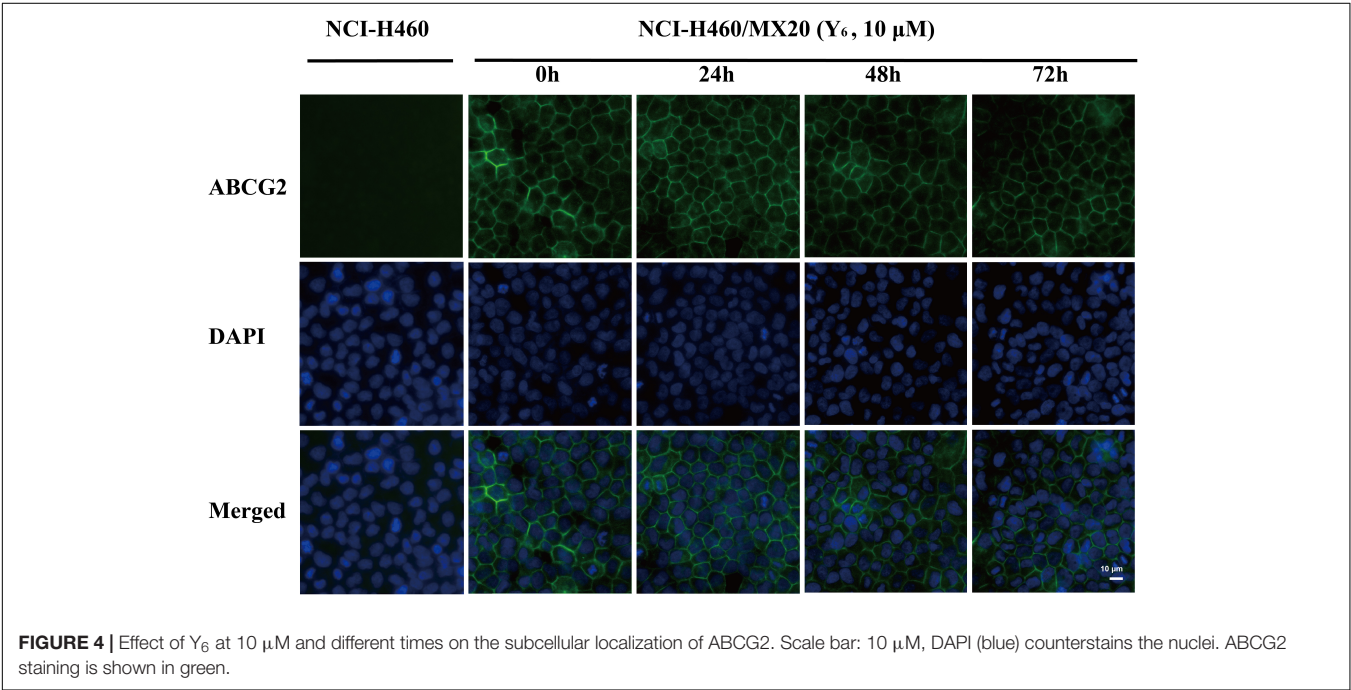 NCI-H460 NCI-H460/MX20 (Y₆, 10 μM)
0h 24h 48h 72h
ABCG2
DAPI
Merged
10 μm
FIGURE 4 | Effect of Y₆ at 10 μM and different times on the subcellular localization of ABCG2. Scale bar: 10 μM, DAPI (blue) counterstains the nuclei. ABCG2
staining is shown in green.